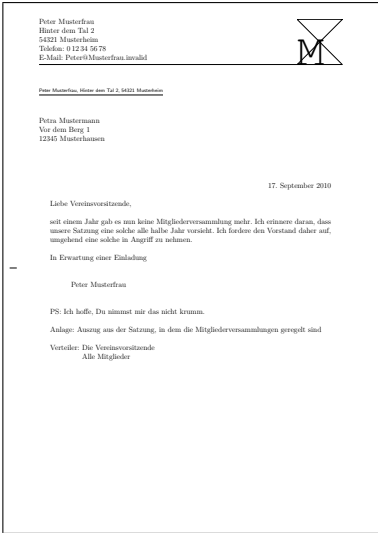 Peter Musterfrau
Hinter dem Tal 2
54321 Musterheim
Telefon: 0 12 34 56 78
E-Mail: Peter@Musterfrau.invalid
M
Peter Musterfrau, Hinter dem Tal 2, 54321 Musterheim
Petra Mustermann
Vor dem Berg 1
12345 Musterhausen
17. September 2010
Liebe Vereinsvorsitzende,
seit einem Jahr gab es nun keine Mitgliederversammlung mehr. Ich erinnere daran, dass
unsere Satzung eine solche alle halbe Jahr vorsieht. Ich fordere den Vorstand daher auf,
umgehend eine solche in Angriff zu nehmen.
In Erwartung einer Einladung
Peter Musterfrau
PS: Ich hoffe, Du nimmst mir das nicht krumm.
Anlage: Auszug aus der Satzung, in dem die Mitgliederversammlungen geregelt sind
Verteiler: Die Vereinsvorsitzende
Alle Mitglieder